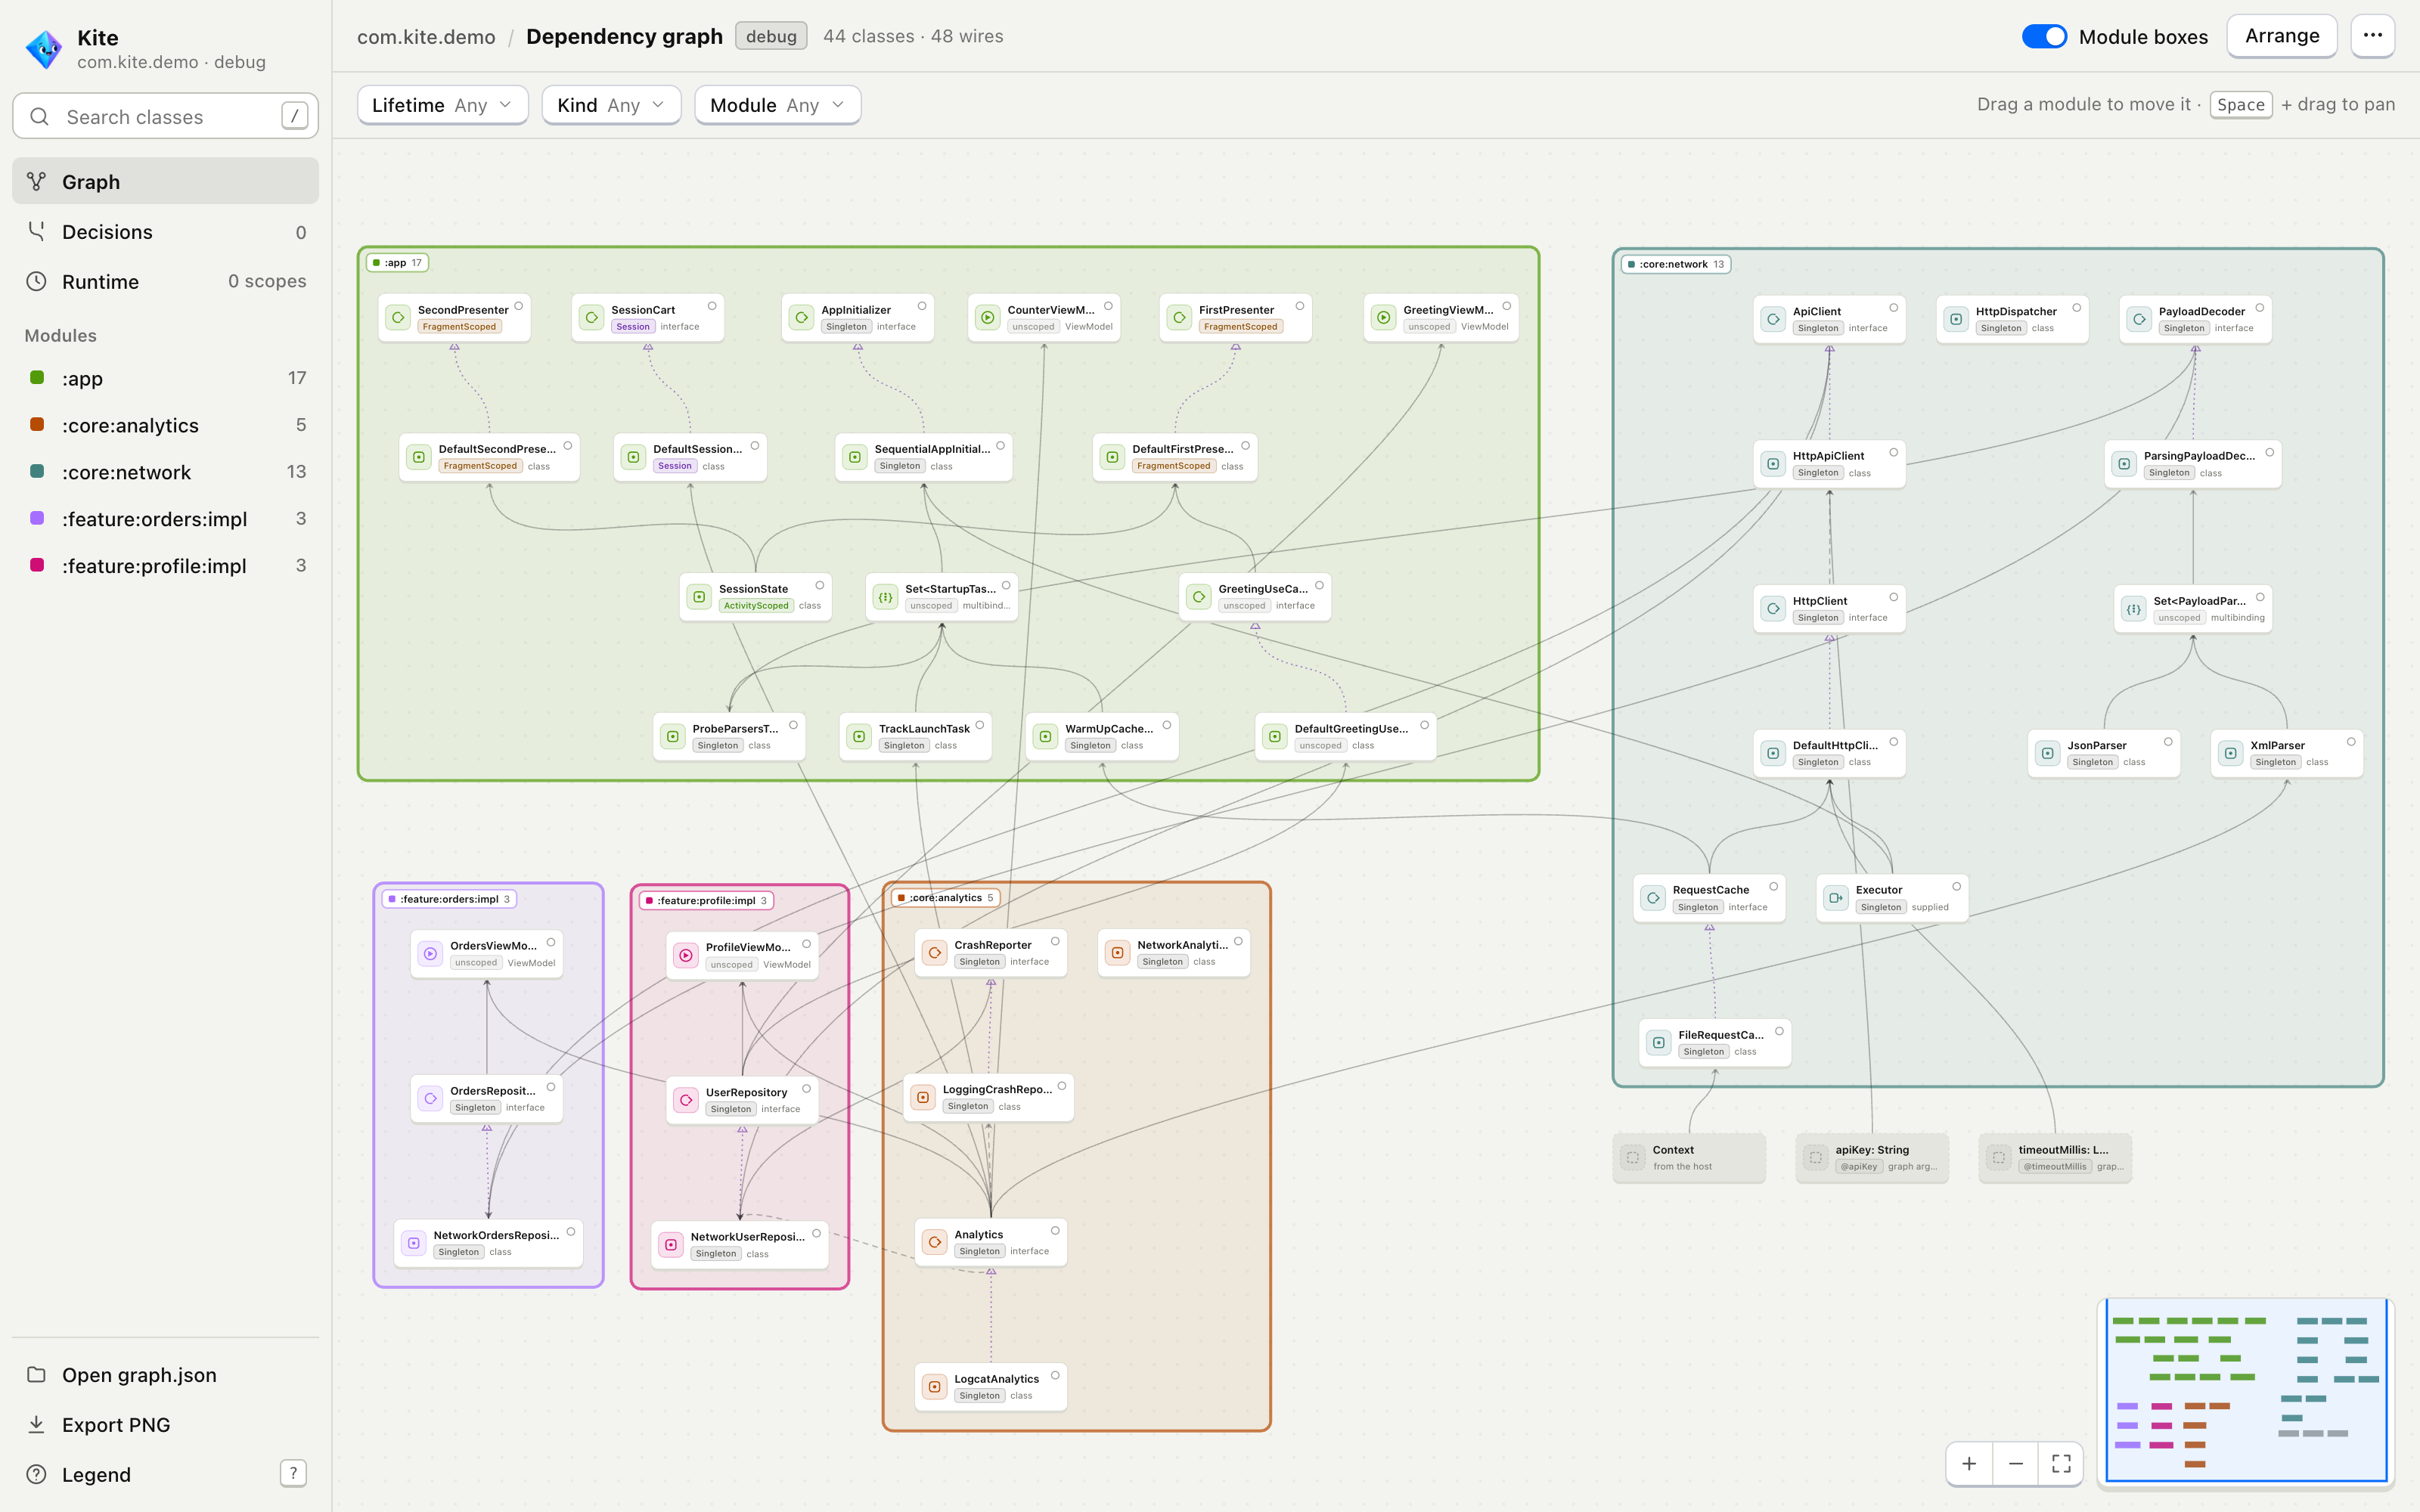 Kite
com.kite.demo · debug
Search classes /
Graph
Decisions 0
Runtime 0 scopes
Modules
:app 17
:core:analytics 5
:core:network 13
:feature:orders:impl 3
:feature:profile:impl 3
Open graph.json
Export PNG
Legend ?
com.kite.demo / Dependency graph debug 44 classes · 48 wires
Module boxes Arrange ···
Lifetime Any Kind Any Module Any
Drag a module to move it · Space + drag to pan
:app 17
SecondPresenter
FragmentScoped
SessionCart
Session interface
AppInitializer
Singleton interface
CounterViewM...
unscoped ViewModel
FirstPresenter
FragmentScoped
GreetingViewM...
unscoped ViewModel
DefaultSecondPrese...
FragmentScoped class
DefaultSession...
Session class
SequentialAppInitial...
Singleton class
DefaultFirstPrese...
FragmentScoped class
SessionState
ActivityScoped class
Set<StartupTas...
unscoped multibind...
GreetingUseCa...
unscoped interface
ProbeParsersT...
Singleton class
TrackLaunchTask
Singleton class
WarmUpCache...
Singleton class
DefaultGreetingUse...
unscoped class
:core:network 13
ApiClient
Singleton interface
HttpDispatcher
Singleton class
PayloadDecoder
Singleton interface
HttpApiClient
Singleton class
ParsingPayloadDec...
Singleton class
HttpClient
Singleton interface
Set<PayloadPar...
unscoped multibinding
DefaultHttpCli...
Singleton class
JsonParser
Singleton class
XmlParser
Singleton class
RequestCache
Singleton interface
Executor
Singleton supplied
FileRequestCa...
Singleton class
Context
from the host
apiKey: String
@apiKey graph arg...
timeoutMillis: L...
@timeoutMillis grap...
:feature:orders:impl 3
OrdersViewMo...
unscoped ViewModel
OrdersReposit...
Singleton interface
NetworkOrdersReposi...
Singleton class
:feature:profile:impl 3
ProfileViewMo...
unscoped ViewModel
UserRepository
Singleton interface
NetworkUserReposi...
Singleton class
:core:analytics 5
CrashReporter
Singleton interface
NetworkAnalyti...
Singleton class
LoggingCrashRepo...
Singleton class
Analytics
Singleton interface
LogcatAnalytics
Singleton class
+ −